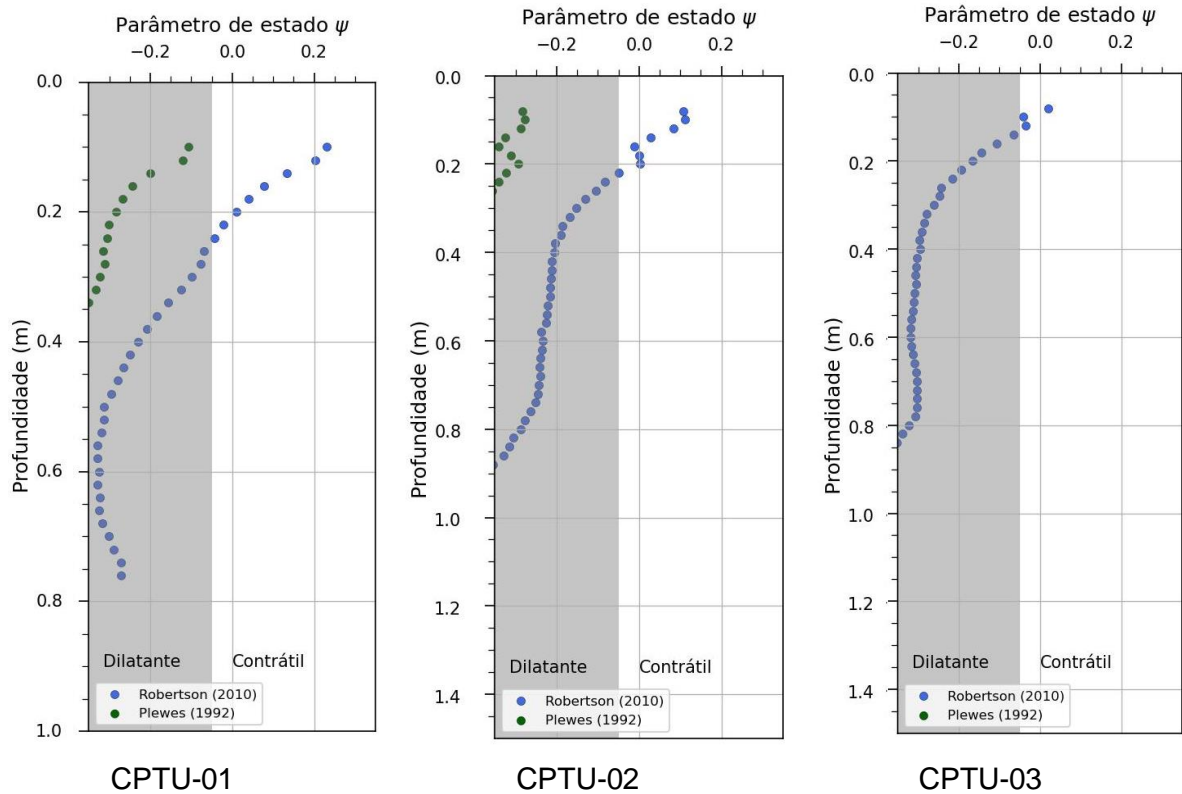 Parâmetro de estado ψ
−0.2 0.0 0.2
0.0
0.2
0.4
0.6
0.8
1.0
Profundidade (m)
Dilatante Contrátil
Robertson (2010)
Plewes (1992)
CPTU-01
Parâmetro de estado ψ
−0.2 0.0 0.2
0.0
0.2
0.4
0.6
0.8
1.0
1.2
1.4
Profundidade (m)
Dilatante Contrátil
Robertson (2010)
Plewes (1992)
CPTU-02
Parâmetro de estado ψ
−0.2 0.0 0.2
0.0
0.2
0.4
0.6
0.8
1.0
1.2
1.4
Profundidade (m)
Dilatante Contrátil
Robertson (2010)
Plewes (1992)
CPTU-03